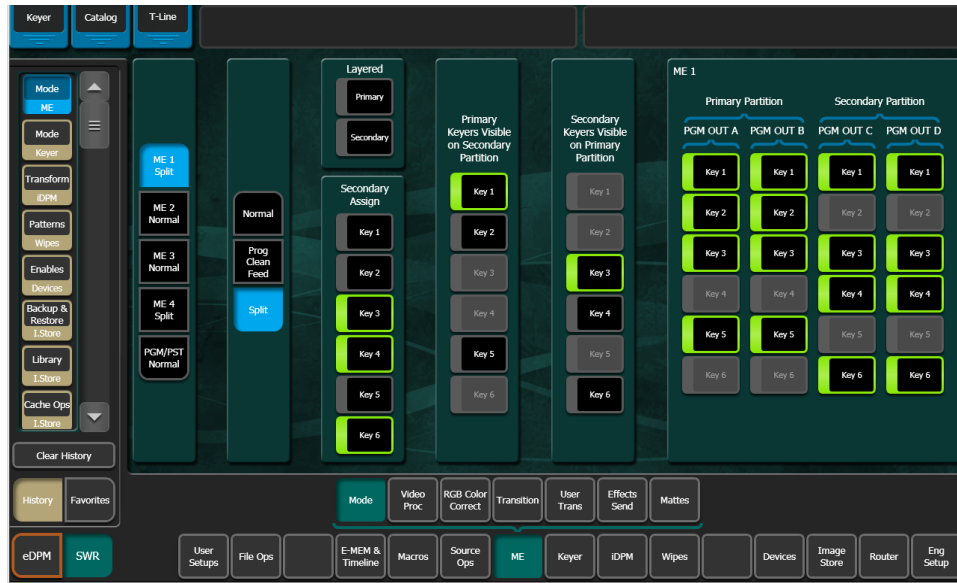 Keyer
Catalog
T-Line
Mode
ME
Mode
Keyer
Transform
iDPM
Patterns
Wipes
Enables
Devices
Backup &
Restore
I.Store
Library
I.Store
Cache Ops
I.Store
Clear History
History
Favorites
eDPM
SWR
ME 1
Split
ME 2
Normal
ME 3
Normal
ME 4
Split
PGM/PST
Normal
Normal
Prog
Clean
Feed
Split
Layered
Primary
Secondary
Secondary
Assign
Key 1
Key 2
Key 3
Key 4
Key 5
Key 6
Primary
Keyers Visible
on Secondary
Partition
Key 1
Key 2
Key 3
Key 4
Key 5
Key 6
Secondary
Keyers Visible
on Primary
Partition
Key 1
Key 2
Key 3
Key 4
Key 5
Key 6
ME 1
Primary Partition
Secondary Partition
PGM OUT A PGM OUT B PGM OUT C PGM OUT D
Key 1 Key 1 Key 1 Key 1
Key 2 Key 2 Key 2 Key 2
Key 3 Key 3 Key 3 Key 3
Key 4 Key 4 Key 4 Key 4
Key 5 Key 5 Key 5 Key 5
Key 6 Key 6 Key 6 Key 6
Mode
Video
Proc
RGB Color
Correct
Transition
User
Trans
Effects
Send
Mattes
User
Setups
File Ops
E-MEM &
Timeline
Macros
Source
Ops
ME
Keyer
iDPM
Wipes
Devices
Image
Store
Router
Eng
Setup